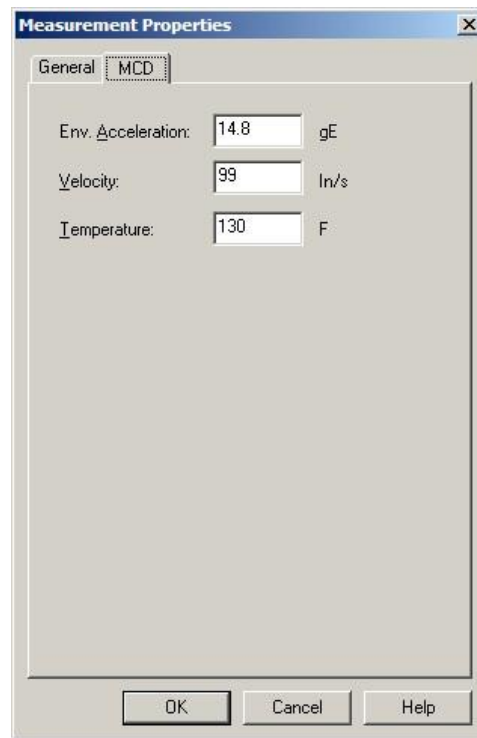 Measurement Properties
General MCD
Env. Acceleration: 14.8 gE
Velocity: 99 In/s
Temperature: 130 F
OK Cancel Help